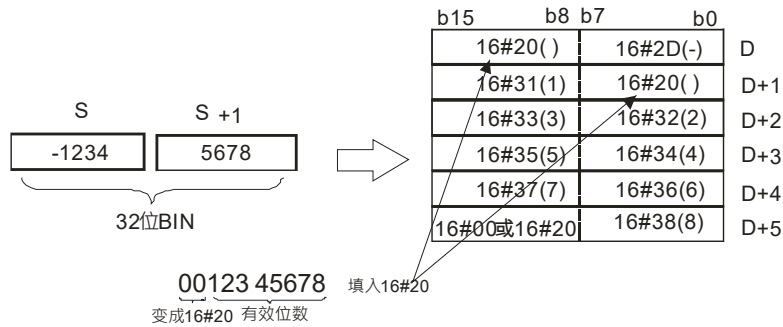 b15 b8 b7 b0
16#20( ) 16#2D(-) D
16#31(1) 16#20( ) D+1
S S +1
16#33(3) 16#32(2) D+2
-1234 5678
16#35(5) 16#34(4) D+3
16#37(7) 16#36(6) D+4
32位BIN
16#00或16#20 16#38(8) D+5
00123 45678 填入16#20
变成16#20 有效位数